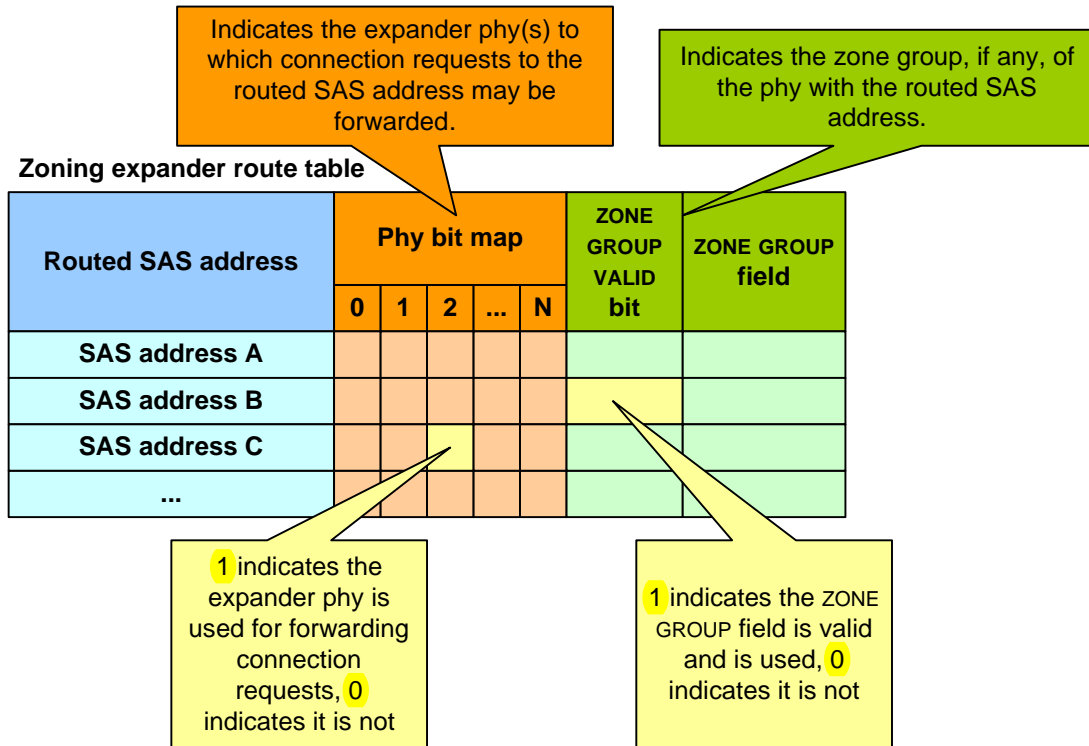 Indicates the expander phy(s) to
which connection requests to the
routed SAS address may be
forwarded.
Indicates the zone group, if any, of
the phy with the routed SAS
address.
Zoning expander route table
Routed SAS address
Phy bit map
0 1 2 ... N
ZONE
GROUP
VALID
bit
ZONE GROUP
field
SAS address A
SAS address B
SAS address C
...
1 indicates the
expander phy is
used for forwarding
connection
requests, 0
indicates it is not
1 indicates the ZONE
GROUP field is valid
and is used, 0
indicates it is not